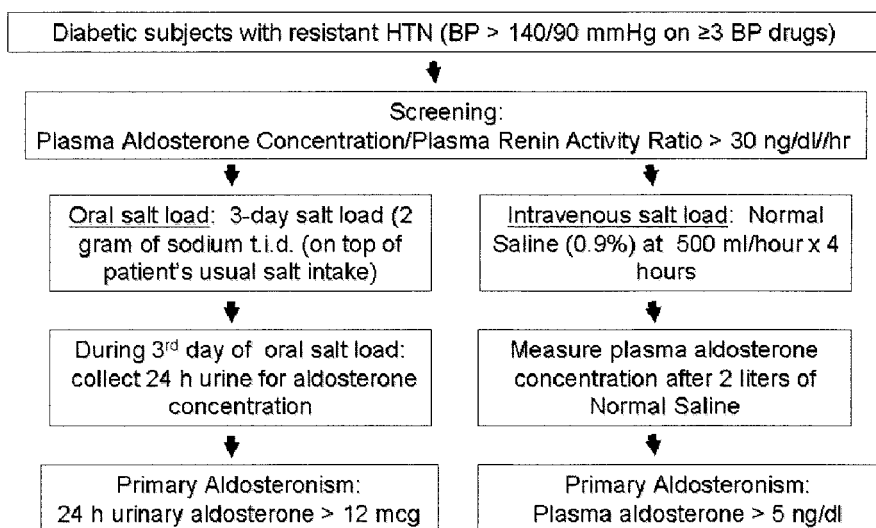 Diabetic subjects with resistant HTN (BP > 140/90 mmHg on ≥3 BP drugs)
Screening:
Plasma Aldosterone Concentration/Plasma Renin Activity Ratio > 30 ng/dl//hr
Oral salt load: 3-day salt load (2
gram of sodium t.i.d. (on top of
patient's usual salt intake)
Intravenous salt load: Normal
Saline (0.9%) at 500 ml/hour x 4
hours
During 3rd day of oral salt load:
collect 24 h urine for aldosterone
concentration
Measure plasma aldosterone
concentration after 2 liters of
Normal Saline
Primary Aldosteronism:
24 h urinary aldosterone > 12 mcg
Primary Aldosteronism:
Plasma aldosterone > 5 ng/dl